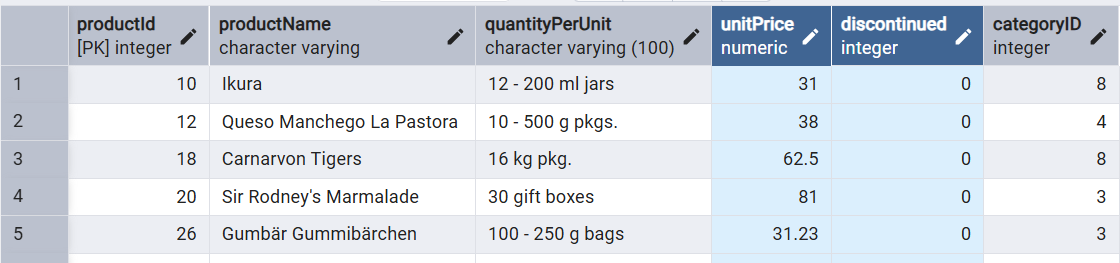 productId productName quantityPerUnit unitPrice discontinued categoryID
[PK] integer character varying character varying (100) numeric integer integer
1 10 Ikura 12 - 200 ml jars 31 0 8
2 12 Queso Manchego La Pastora 10 - 500 g pkgs. 38 0 4
3 18 Carnarvon Tigers 16 kg pkg. 62.5 0 8
4 20 Sir Rodney's Marmalade 30 gift boxes 81 0 3
5 26 Gumbär Gummibärchen 100 - 250 g bags 31.23 0 3